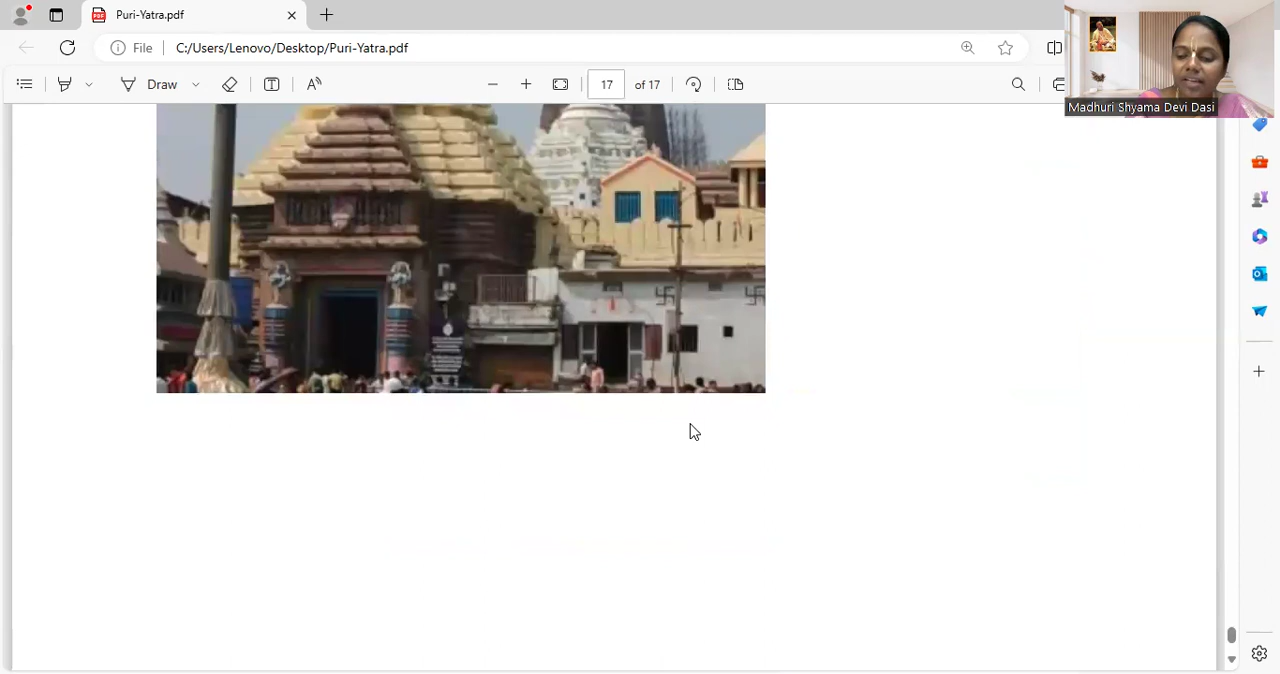 Puri-Yatra.pdf
File C:/Users/Lenovo/Desktop/Puri-Yatra.pdf
Draw 17 of 17
Madhuri Shyama Devi Dasi